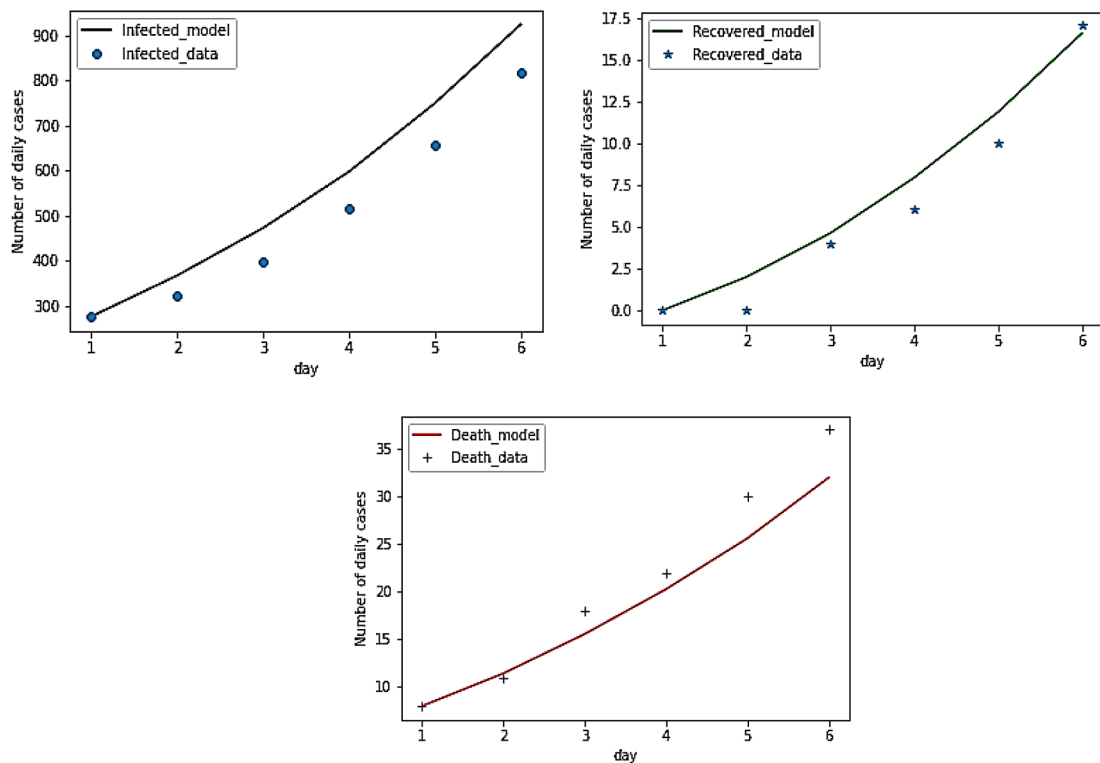 Infected_model
Infected_data
Number of daily cases
900
800
700
600
500
400
300
1 2 3 4 5 6
day
Recovered_model
Recovered_data
Number of daily cases
17.5
15.0
12.5
10.0
7.5
5.0
2.5
0.0
1 2 3 4 5 6
day
Death_model
Death_data
Number of daily cases
35
30
25
20
15
10
1 2 3 4 5 6
day